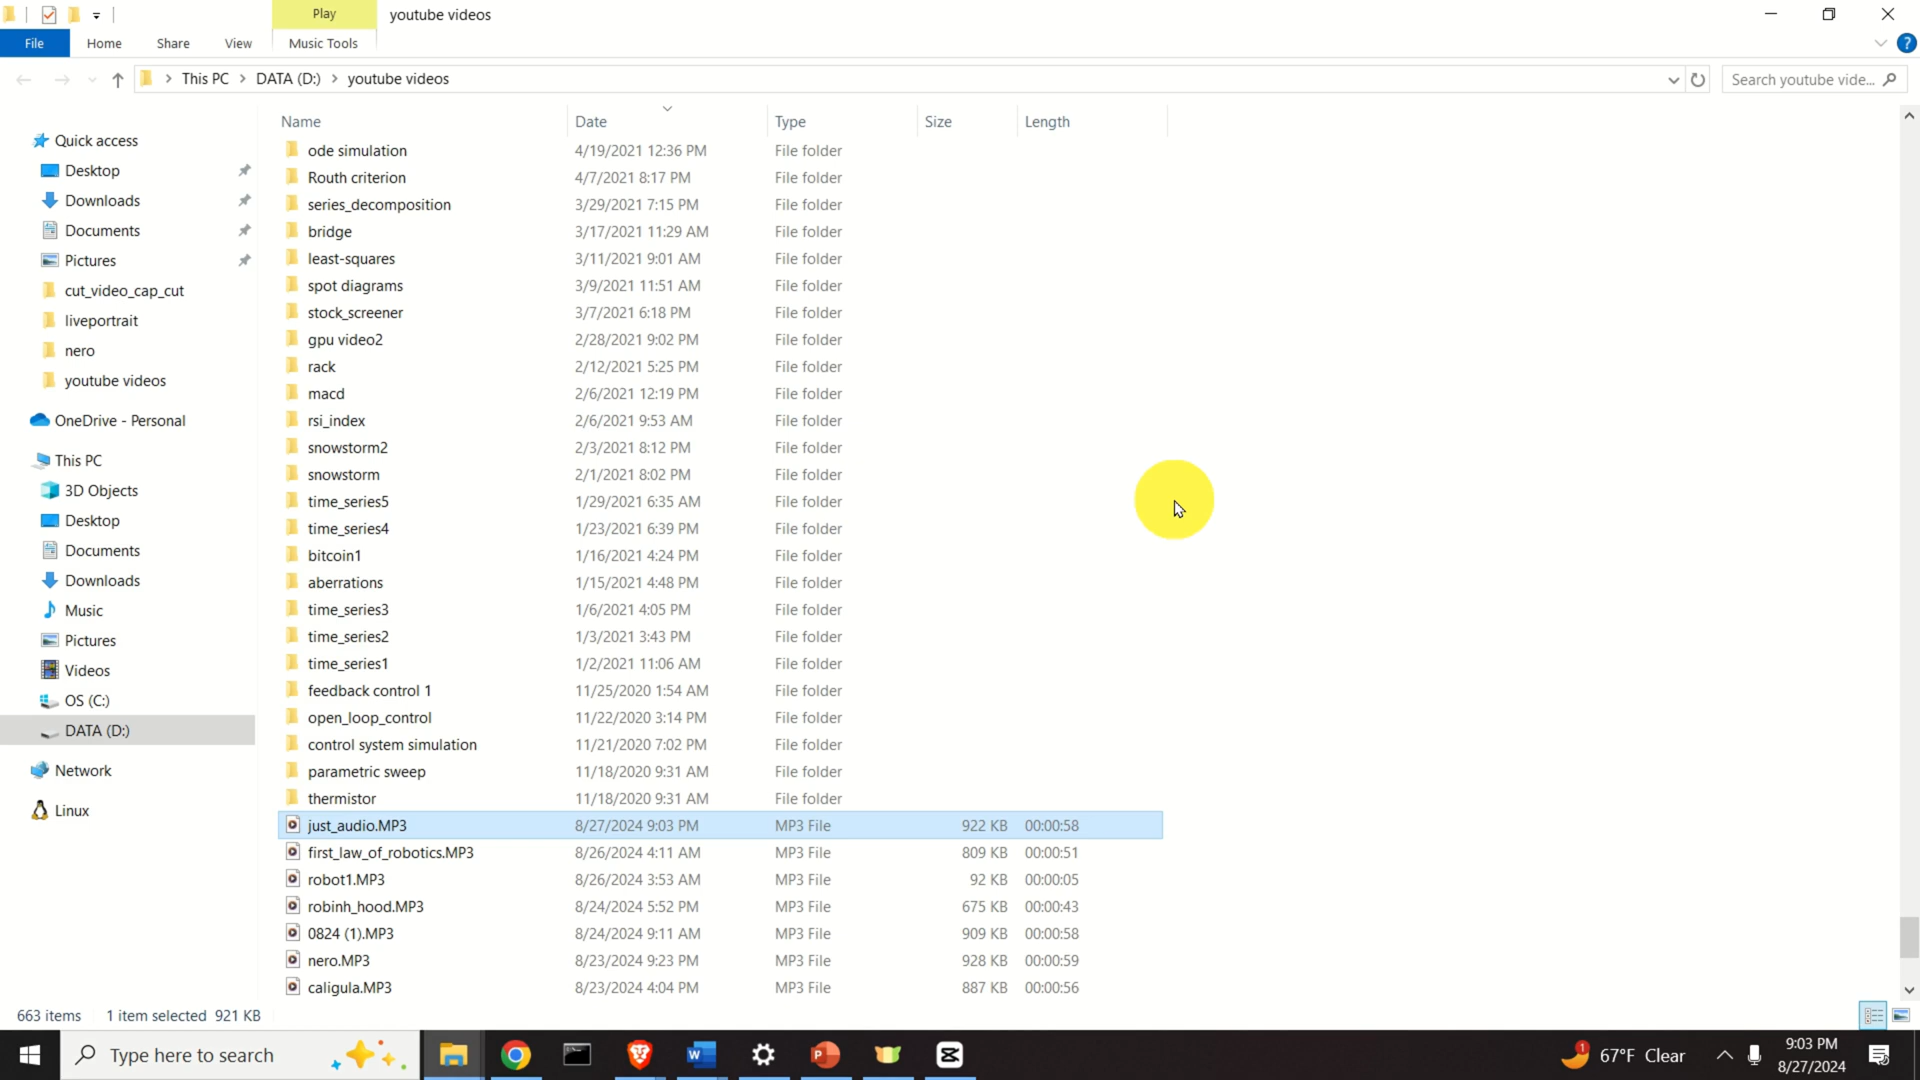 Play
youtube videos
File
Home
Share
View
Music Tools
?
This PC
DATA (D:)
youtube videos
Search youtube vide...
Name
Date
Type
Size
Length
Quick access
Desktop
Downloads
Documents
Pictures
cut_video_cap_cut
liveportrait
nero
youtube videos
OneDrive - Personal
This PC
3D Objects
Desktop
Documents
Downloads
Music
Pictures
Videos
OS (C:)
DATA (D:)
Network
Linux
ode simulation 4/19/2021 12:36 PM File folder
Routh criterion 4/7/2021 8:17 PM File folder
series_decomposition 3/29/2021 7:15 PM File folder
bridge 3/17/2021 11:29 AM File folder
least-squares 3/11/2021 9:01 AM File folder
spot diagrams 3/9/2021 11:51 AM File folder
stock_screener 3/7/2021 6:18 PM File folder
gpu video2 2/28/2021 9:02 PM File folder
rack 2/12/2021 5:25 PM File folder
macd 2/6/2021 12:19 PM File folder
rsi_index 2/6/2021 9:53 AM File folder
snowstorm2 2/3/2021 8:12 PM File folder
snowstorm 2/1/2021 8:02 PM File folder
time_series5 1/29/2021 6:35 AM File folder
time_series4 1/23/2021 6:39 PM File folder
bitcoin1 1/16/2021 4:24 PM File folder
aberrations 1/15/2021 4:48 PM File folder
time_series3 1/6/2021 4:05 PM File folder
time_series2 1/3/2021 3:43 PM File folder
time_series1 1/2/2021 11:06 AM File folder
feedback control 1 11/25/2020 1:54 AM File folder
open_loop_control 11/22/2020 3:14 PM File folder
control system simulation 11/21/2020 7:02 PM File folder
parametric sweep 11/18/2020 9:31 AM File folder
thermistor 11/18/2020 9:31 AM File folder
just_audio.MP3 8/27/2024 9:03 PM MP3 File 922 KB 00:00:58
first_law_of_robotics.MP3 8/26/2024 4:11 AM MP3 File 809 KB 00:00:51
robot1.MP3 8/26/2024 3:53 AM MP3 File 92 KB 00:00:05
robinh_hood.MP3 8/24/2024 5:52 PM MP3 File 675 KB 00:00:43
0824 (1).MP3 8/24/2024 9:11 AM MP3 File 909 KB 00:00:58
nero.MP3 8/23/2024 9:23 PM MP3 File 928 KB 00:00:59
caligula.MP3 8/23/2024 4:04 PM MP3 File 887 KB 00:00:56
663 items 1 item selected 921 KB
Type here to search
W
P
1
67°F Clear
9:03 PM
8/27/2024